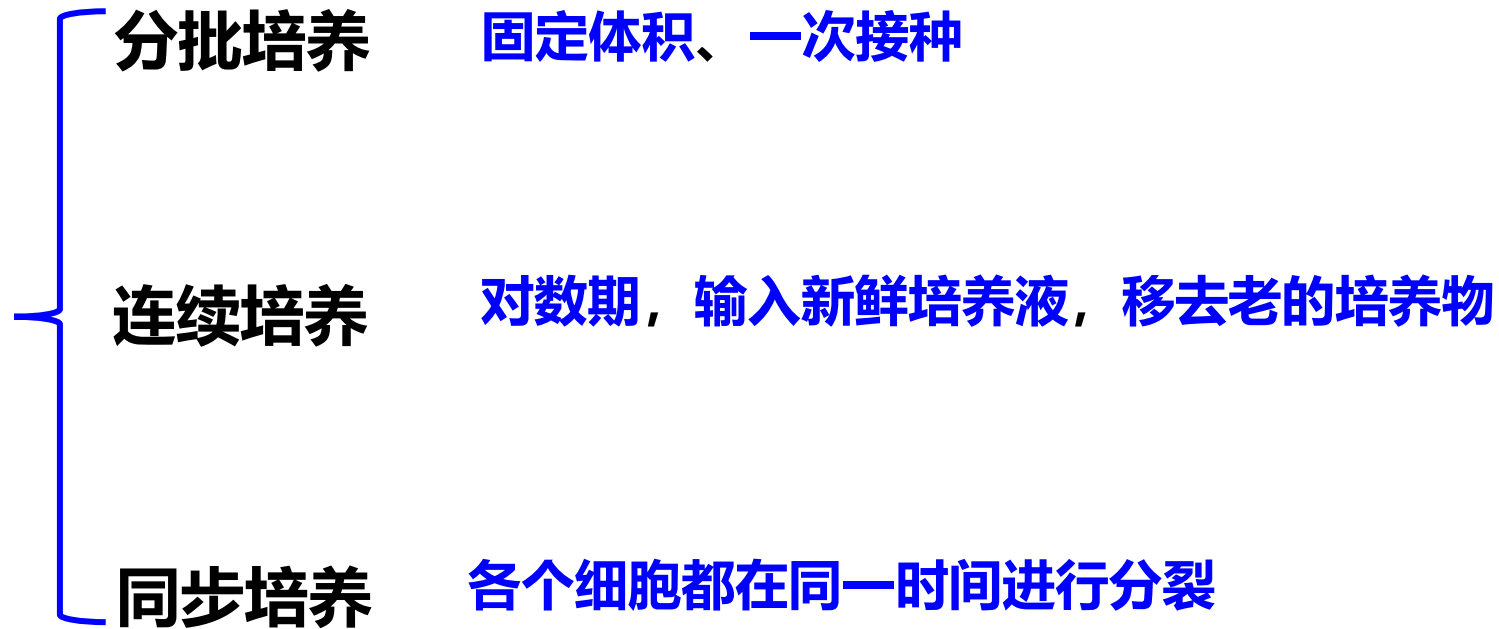 分批培养 固定体积、一次接种
连续培养 对数期，输入新鲜培养液，移去老的培养物
同步培养 各个细胞都在同一时间进行分裂